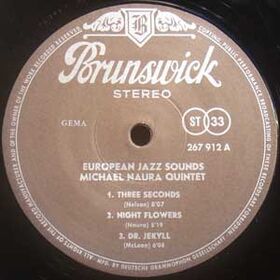 Brunswick
STEREO
GEMA
ST 33
267 912 A
EUROPEAN JAZZ SOUNDS
MICHAEL NAURA QUINTET
1. THREE SECONDS
(Nelson) 8'07
2. NIGHT FLOWERS
(Naura) 8'19
3. DR. JEKYLL
(McLean) 6'08